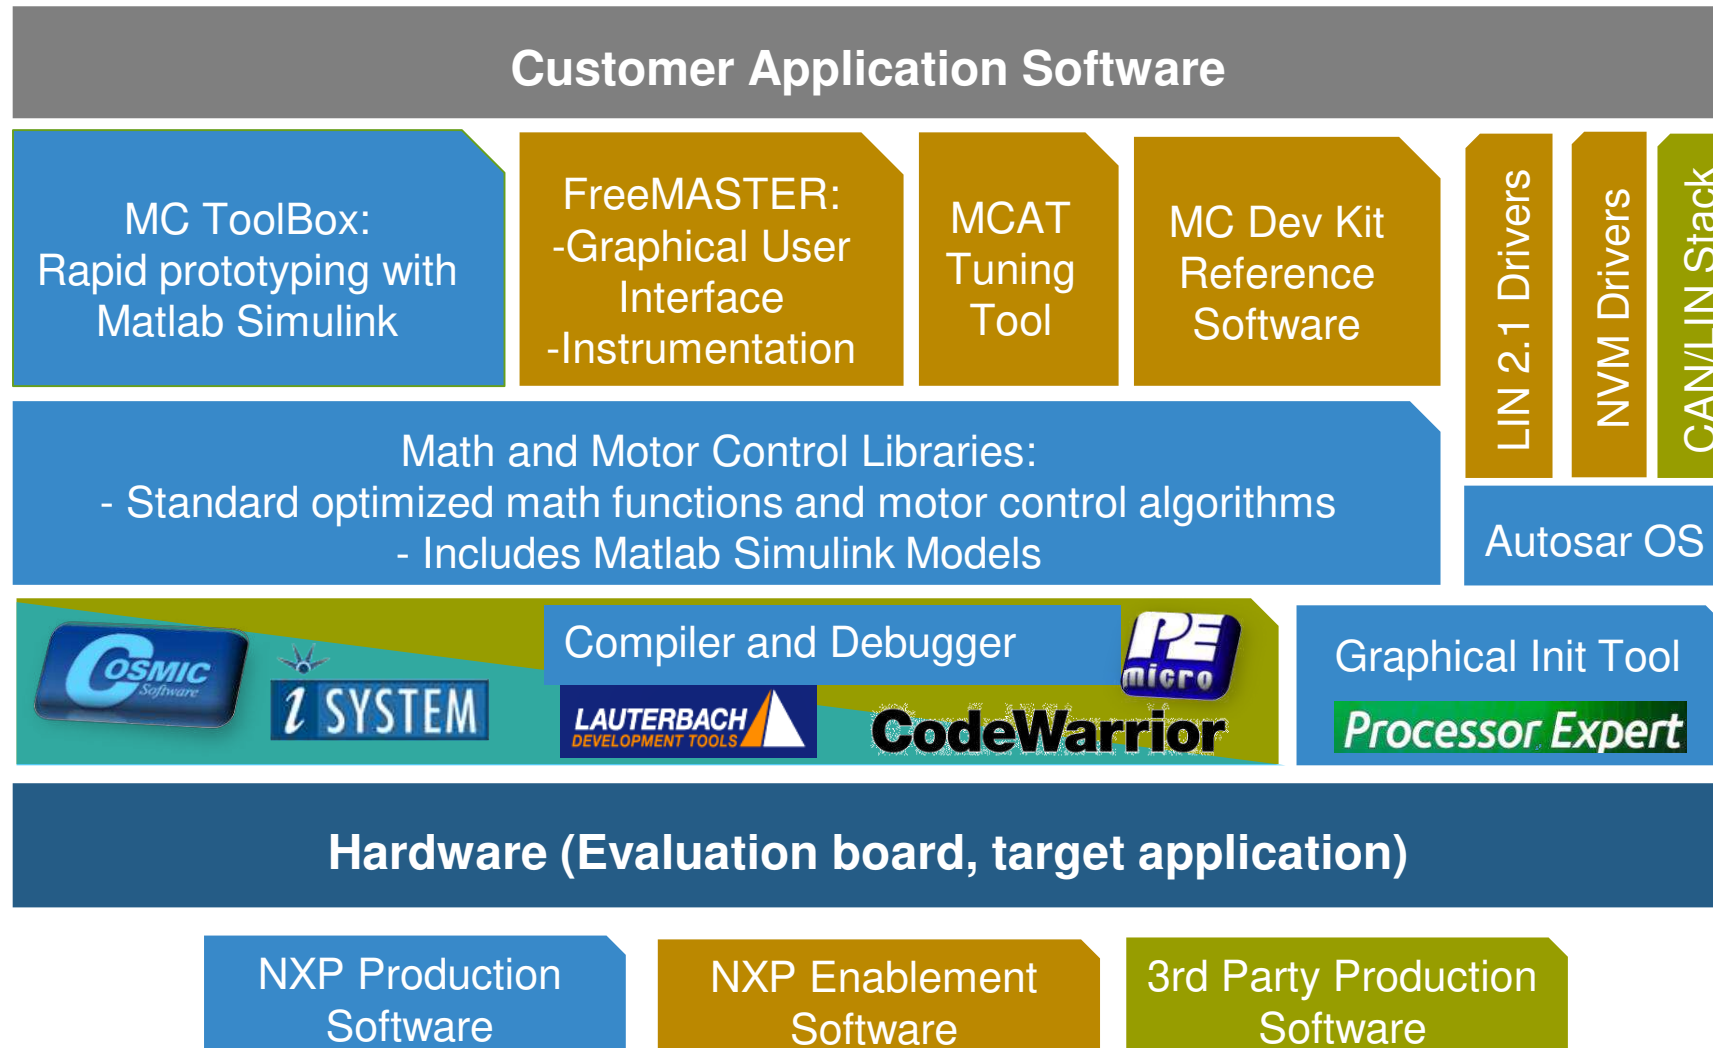 Customer Application Software
MC ToolBox:
Rapid prototyping with
Matlab Simulink
FreeMASTER:
-Graphical User
Interface
-Instrumentation
MCAT
Tuning
Tool
MC Dev Kit
Reference
Software
LIN 2.1 Drivers
NVM Drivers
CAN/LIN Stack
Math and Motor Control Libraries:
- Standard optimized math functions and motor control algorithms
- Includes Matlab Simulink Models
Autosar OS
COSMIC
Software
i SYSTEM
Compiler and Debugger
LAUTERBACH
DEVELOPMENT TOOLS
PE
micro
CodeWarrior
Graphical Init Tool
Processor Expert
Hardware (Evaluation board, target application)
NXP Production
Software
NXP Enablement
Software
3rd Party Production
Software